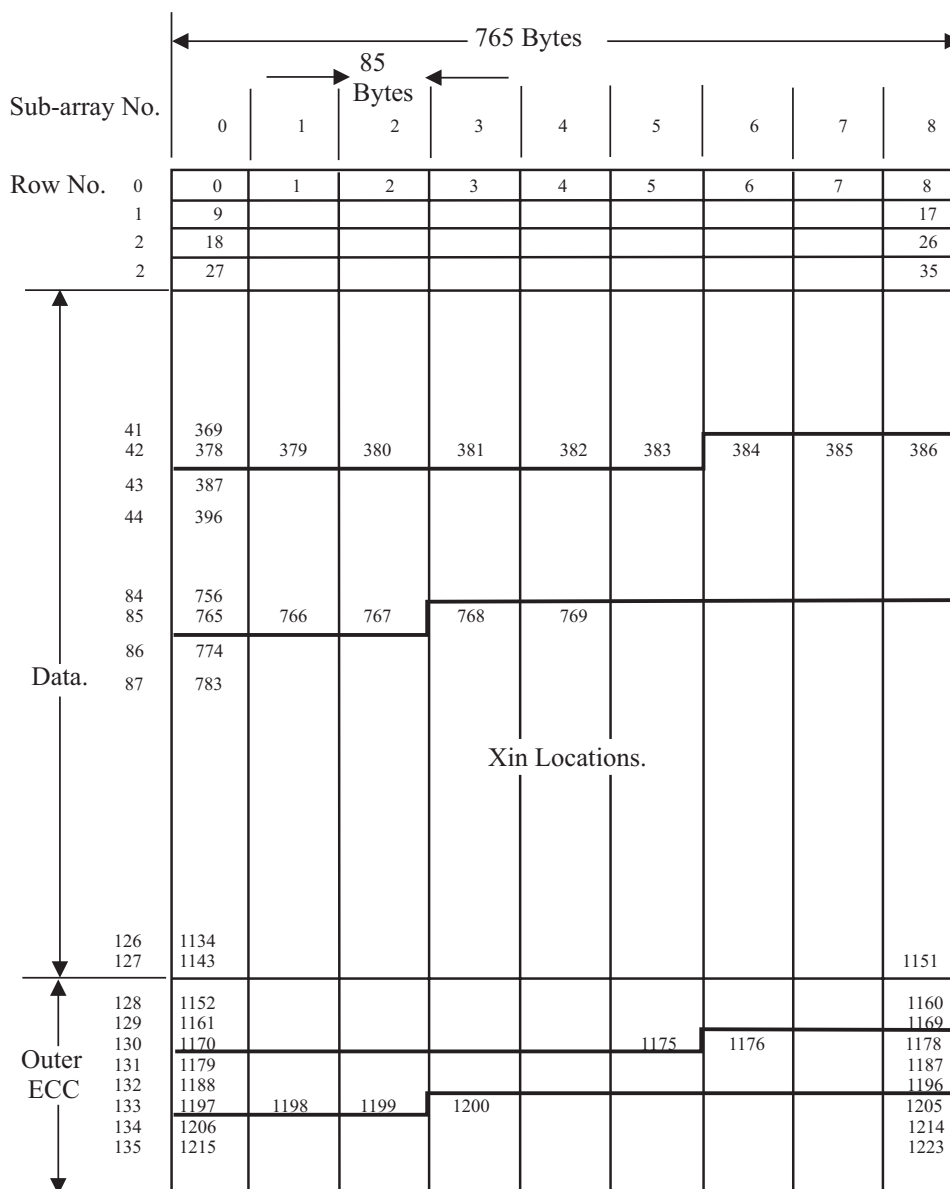 765 Bytes
85
Bytes
Sub-array No.
0 1 2 3 4 5 6 7 8
Row No. 0 0 1 2 3 4 5 6 7 8
1 9 17
2 18 26
2 27 35
41 369
42 378 379 380 381 382 383 384 385 386
43 387
44 396
84 756
85 765 766 767 768 769
86 774
Data.
87 783
Xin Locations.
126 1134
127 1143 1151
128 1152 1160
129 1161 1169
130 1170 1175 1176 1178
Outer
131 1179 1187
ECC
132 1188 1196
133 1197 1198 1199 1200 1205
134 1206 1214
135 1215 1223